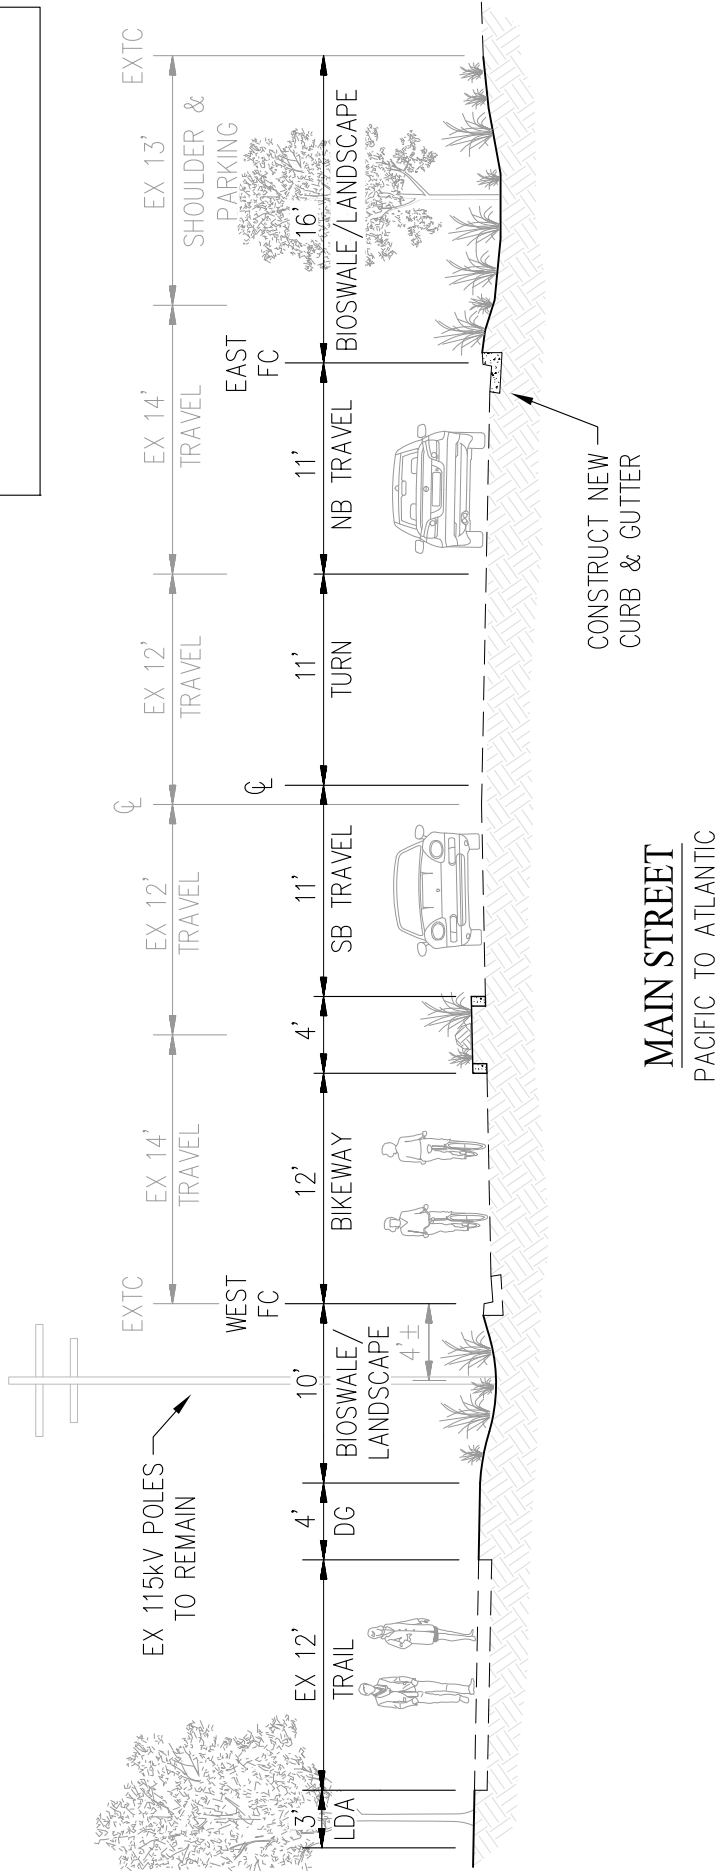 EX 115kV POLES
TO REMAIN
EXTC
EX 14'
TRAVEL
EX 12'
TRAVEL
℄
EX 12'
TRAVEL
EX 14'
TRAVEL
EX 13'
SHOULDER &
PARKING
EXTC
WEST
FC
℄
EAST
FC
3'
LDA
EX 12'
TRAIL
4'
DG
10'
BIOSWALE/
LANDSCAPE
4'±
12'
BIKEWAY
4'
11'
SB TRAVEL
11'
TURN
11'
NB TRAVEL
16'
BIOSWALE/LANDSCAPE
CONSTRUCT NEW
CURB & GUTTER
MAIN STREET
PACIFIC TO ATLANTIC